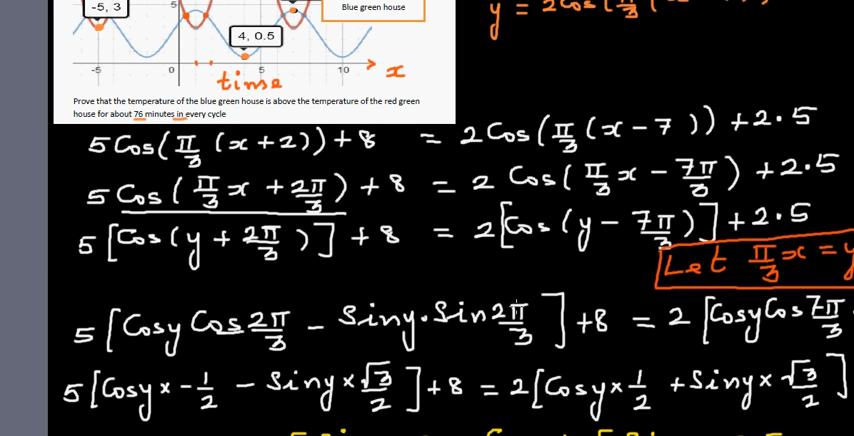 -5, 3
5
Blue green house
y = 2Cos(π/3
4, 0.5
-5 0 5 10 x
time
Prove that the temperature of the blue green house is above the temperature of the red green
house for about 76 minutes in every cycle
5Cos(π/3 (x+2))+8 = 2Cos(π/3(x-7))+2.5
5Cos(π/3 x + 2π/3)+8 = 2Cos(π/3 x - 7π/3)+2.5
5[Cos(y + 2π/3)]+8 = 2[Cos(y - 7π/3)]+2.5
Let π/3 x = y
5[CosyCos2π/3 - Siny.Sin2π/3]+8 = 2[CosyCos7π/3
5[Cosy×-1/2 - Siny×√3/2]+8 = 2[Cosy×1/2 +Siny×√3/2]